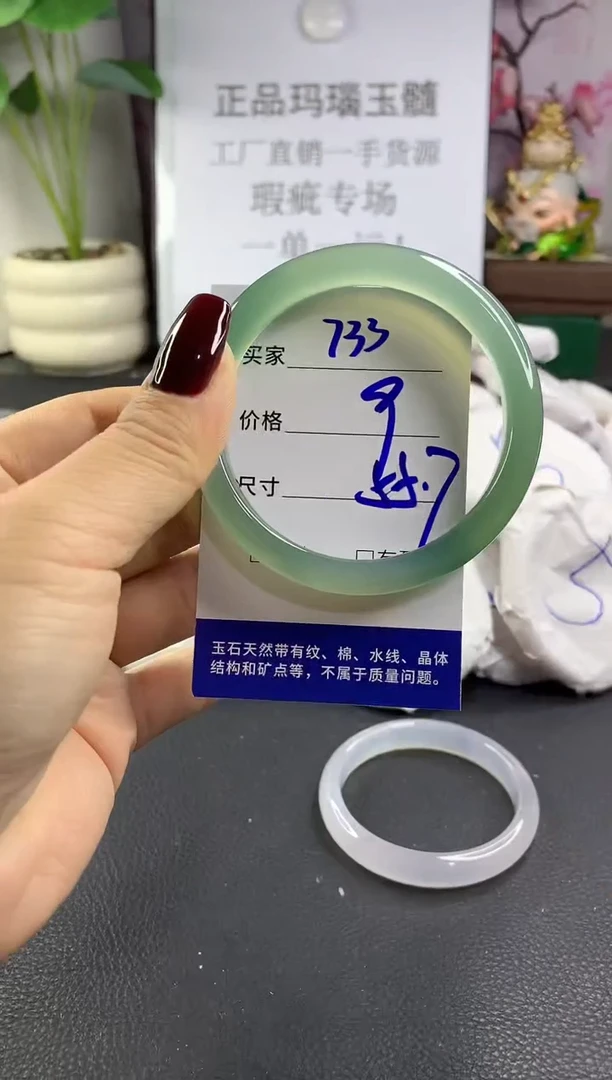 正品玛瑙玉髓
工厂直销一手货源
瑕疵专场
买家 733
价格 9
尺寸
玉石天然带有纹、棉、水线、晶体
结构和矿点等，不属于质量问题。